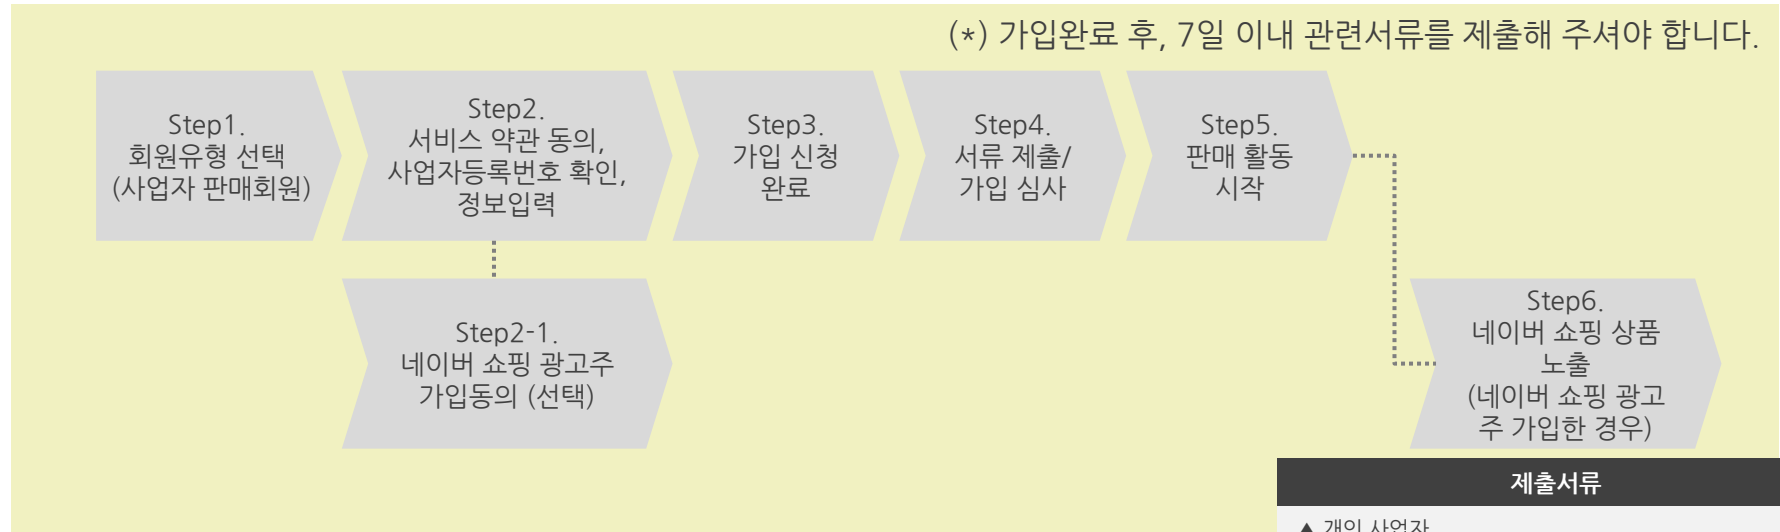 (*) 가입완료 후, 7일 이내 관련서류를 제출해 주셔야 합니다.
Step1.
회원유형 선택
(사업자 판매회원)
Step2.
서비스 약관 동의,
사업자등록번호 확인,
정보입력
Step3.
가입 신청
완료
Step4.
서류 제출/
가입 심사
Step5.
판매 활동
시작
Step2-1.
네이버 쇼핑 광고주
가입동의 (선택)
Step6.
네이버 쇼핑 상품
노출
(네이버 쇼핑 광고
주 가입한 경우)
제출서류
▲ 개인 사업자